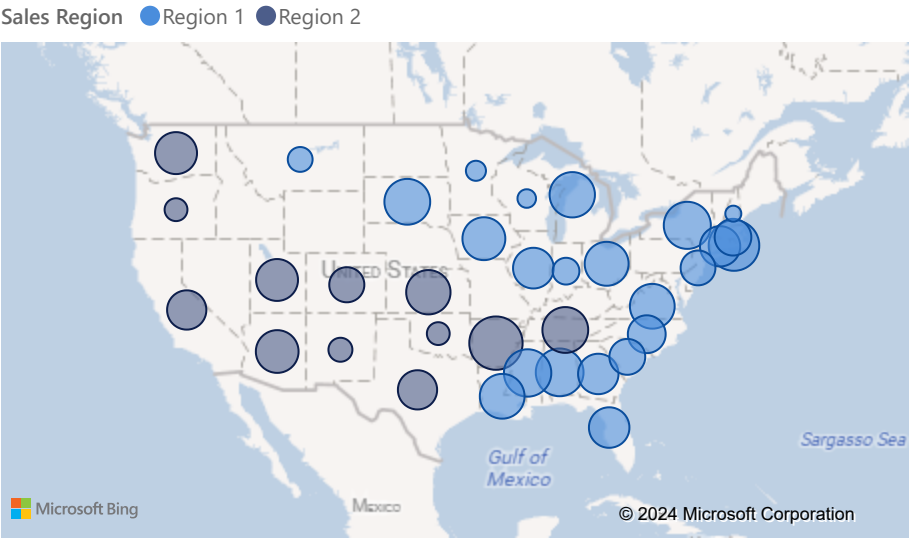 Sales Region Region 1 Region 2
UNITED STATES
Gulf of
Mexico
Sargasso Sea
Mexico
Microsoft Bing
© 2024 Microsoft Corporation